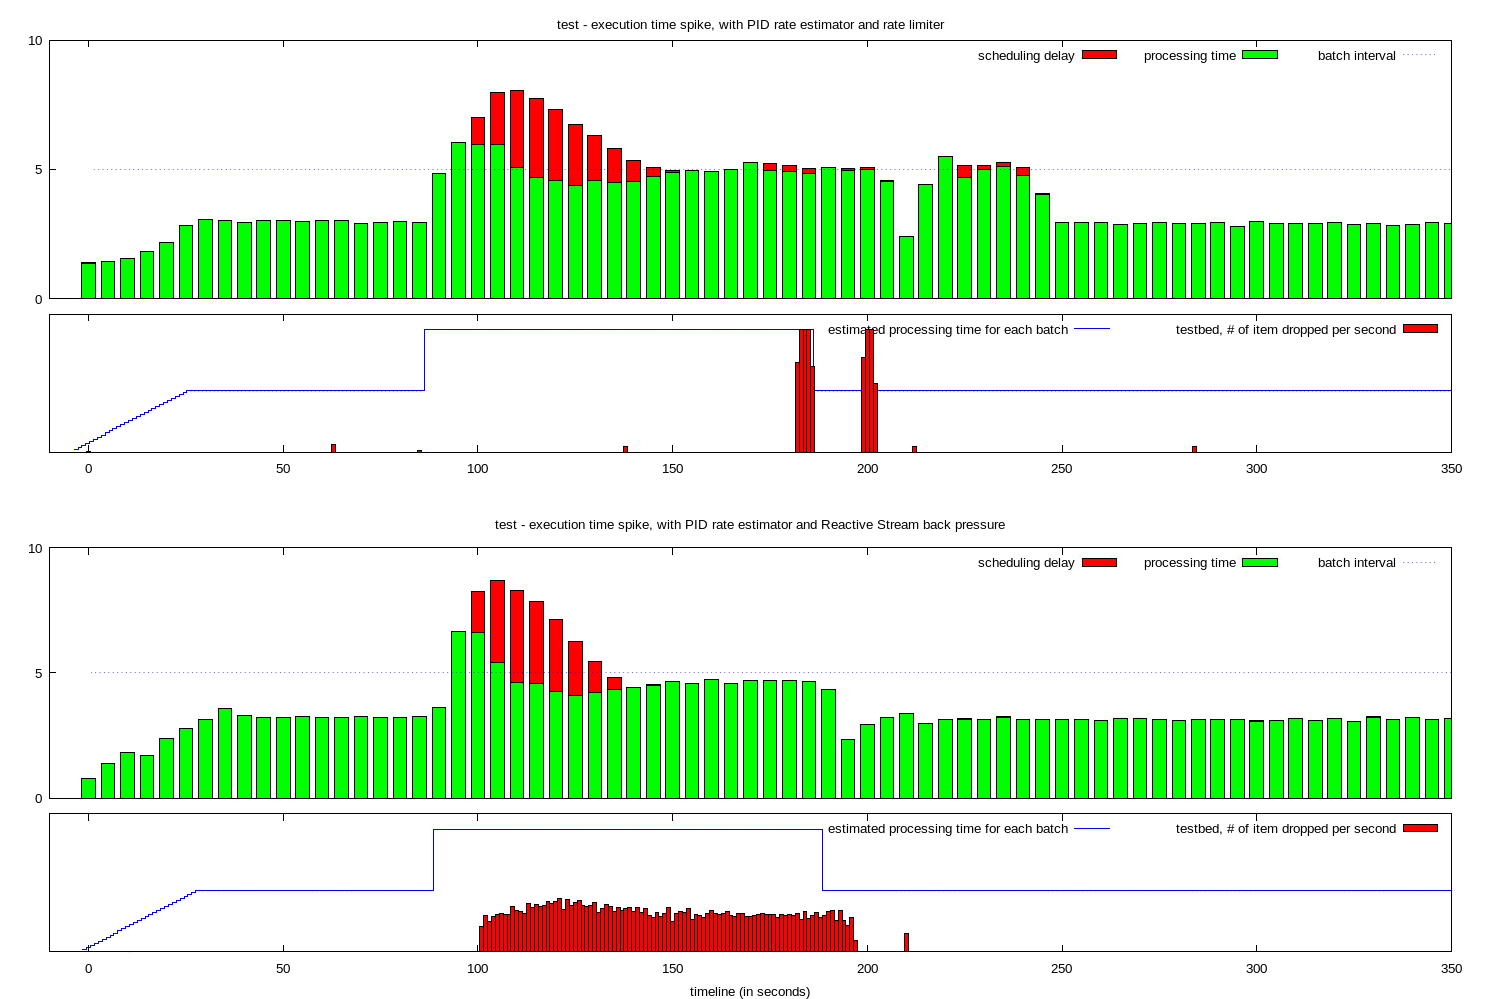 test - execution time spike, with PID rate estimator and rate limiter
10
scheduling delay processing time batch interval
5
0
estimated processing time for each batch testbed, # of item dropped per second
0 50 100 150 200 250 300 350
test - execution time spike, with PID rate estimator and Reactive Stream back pressure
10
scheduling delay processing time batch interval
5
0
estimated processing time for each batch testbed, # of item dropped per second
0 50 100 150 200 250 300 350
timeline (in seconds)